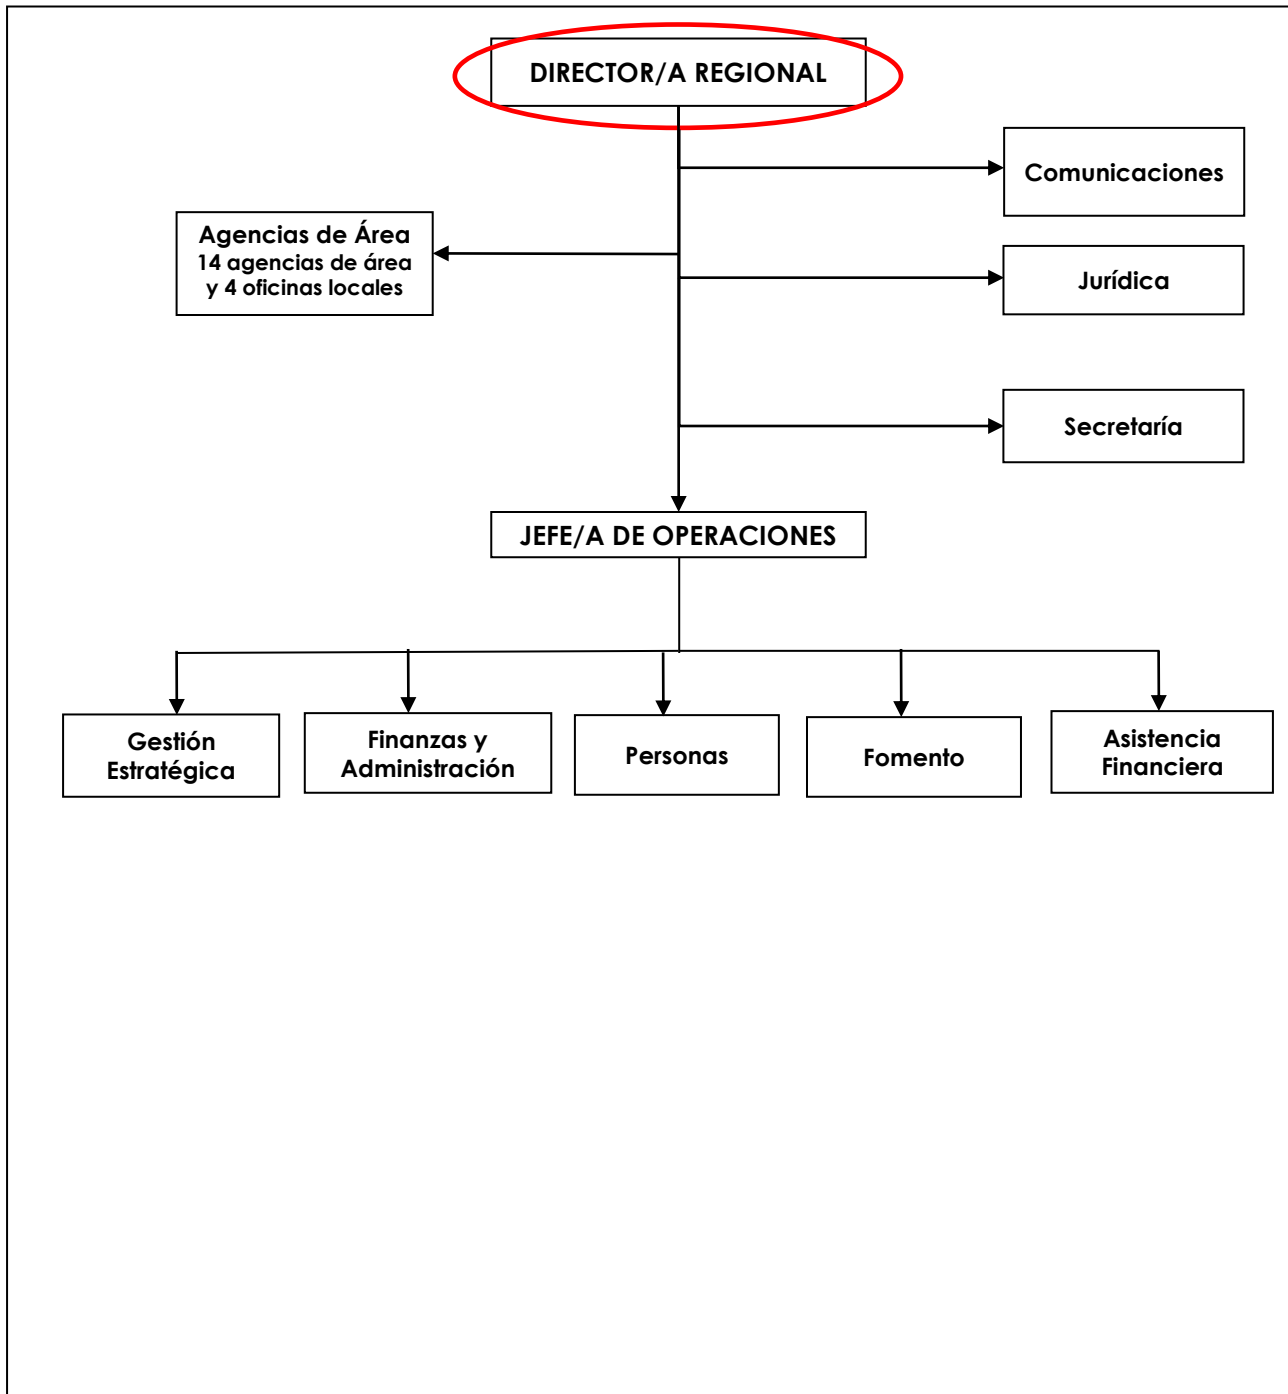 DIRECTOR/A REGIONAL
Comunicaciones
Agencias de Área
14 agencias de área
y 4 oficinas locales
Jurídica
Secretaría
JEFE/A DE OPERACIONES
Gestión
Estratégica
Finanzas y
Administración
Personas
Fomento
Asistencia
Financiera